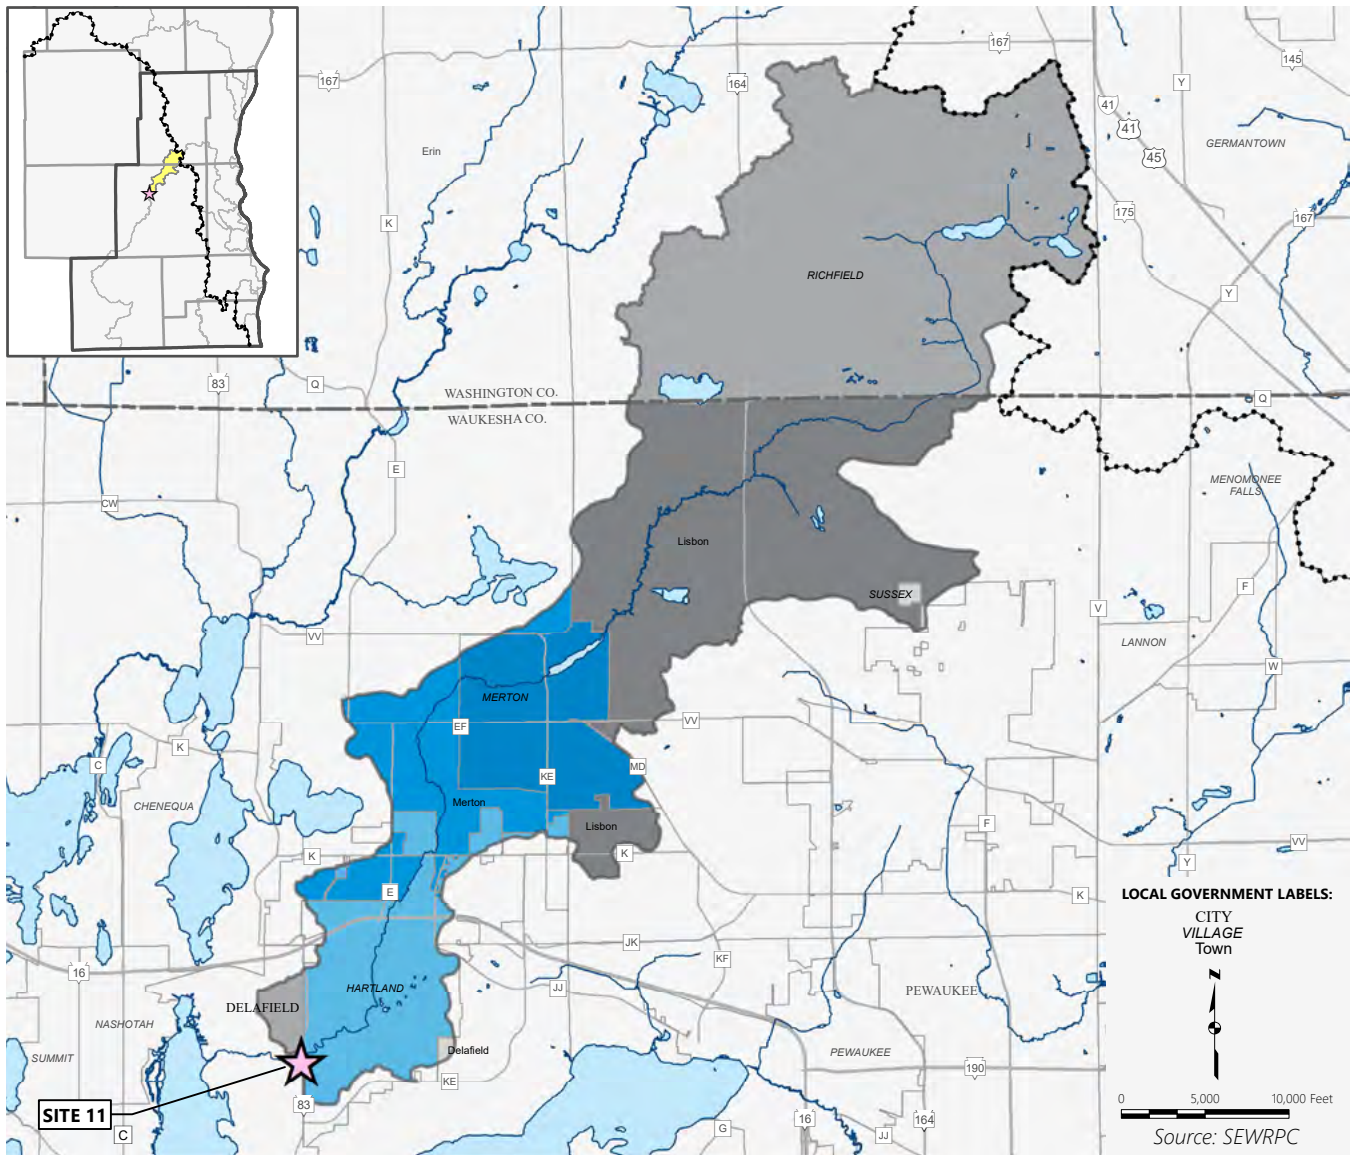 167
164
167
145
Y
41
41
45
Erin
GERMANTOWN
K
175
167
RICHFIELD
Y
83
Q
WASHINGTON CO.
WAUKESHA CO.
Q
E
CW
MENOMONEE
FALLS
Lisbon
SUSSEX
F
V
VV
LANNON
W
MERTON
EF
VV
K
C
KE
MD
CHENEQUA
Merton
Lisbon
F
K
K
VV
Y
E
K
LOCAL GOVERNMENT LABELS:
CITY
VILLAGE
Town
N
JK
KF
16
JJ
HARTLAND
PEWAUKEE
DELAFIELD
NASHOTAH
SUMMIT
Delafield
PEWAUKEE
190
KE
SITE 11
83
C
G
16
164
JJ
0 5,000 10,000 Feet
Source: SEWRPC